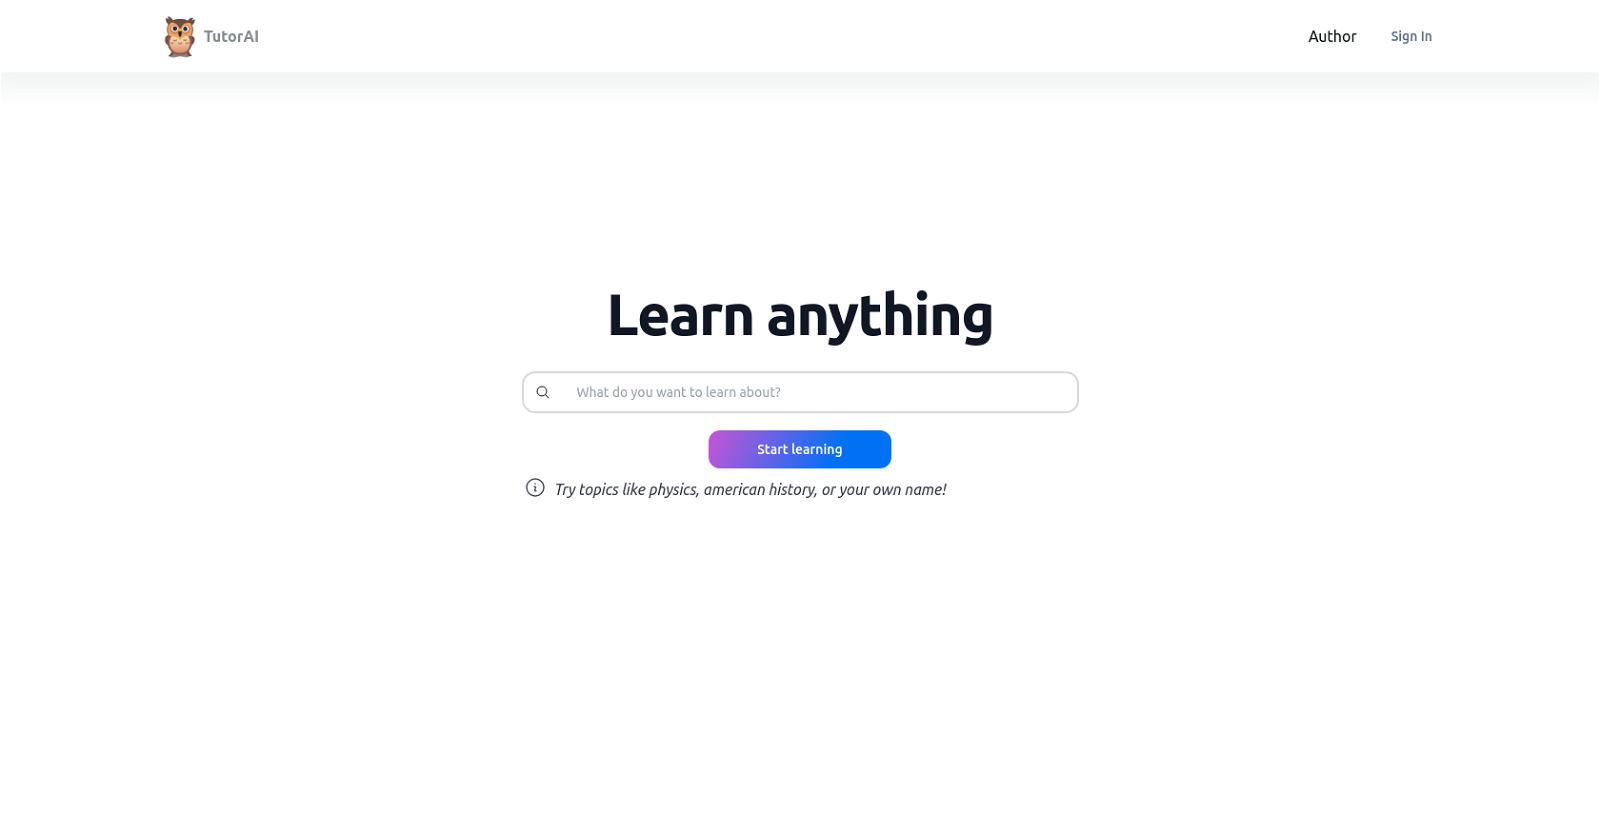 TutorAI
Author
Sign In
Learn anything
What do you want to learn about?
Start learning
Try topics like physics, american history, or your own name!